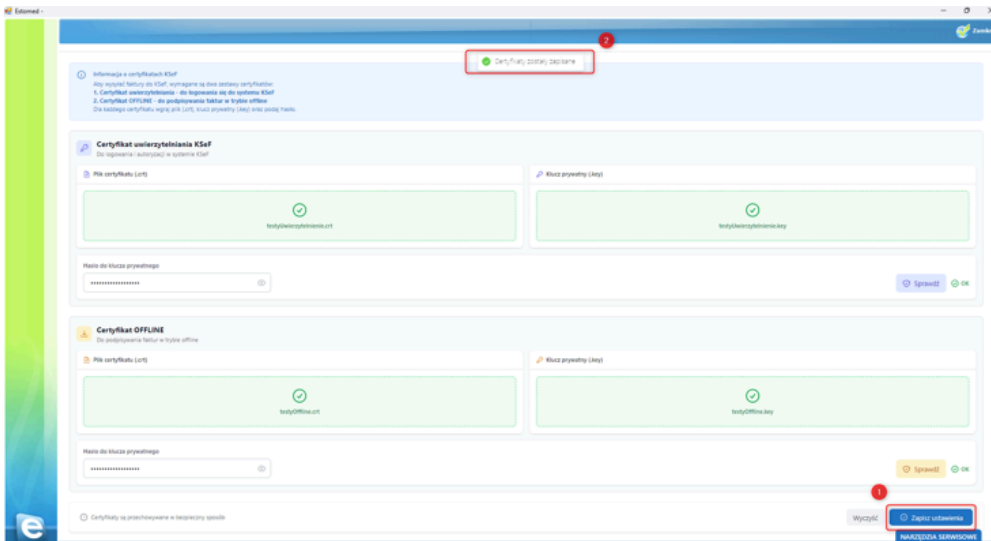 Estomed -
Zamkn
2
Certyfikaty zostały zapisane
Informacja o certyfikatach KSeF
Aby wysyłać faktury do KSeF, wymagane są dwa zestawy certyfikatów:
1. Certyfikat uwierzytelniania - do logowania się do systemu KSeF
2. Certyfikat OFFLINE - do podpisywania faktur w trybie offline
Dla każdego certyfikatu wgraj plik (.crt), klucz prywatny (.key) oraz podaj hasło.
Certyfikat uwierzytelniania KSeF
Do logowania i autoryzacji w systemie KSeF
Plik certyfikatu (.crt)
Klucz prywatny (.key)
testyUwierzytelnienie.crt
testyUwierzytelnienie.key
Hasło do klucza prywatnego
Sprawdź
OK
Certyfikat OFFLINE
Do podpisywania faktur w trybie offline
Plik certyfikatu (.crt)
Klucz prywatny (.key)
testyOffline.crt
testyOffline.key
Hasło do klucza prywatnego
Sprawdź
OK
1
Certyfikaty są przechowywane w bezpieczny sposób
Wyczyść
Zapisz ustawienia
NARZĘDZIA SERWISOWE